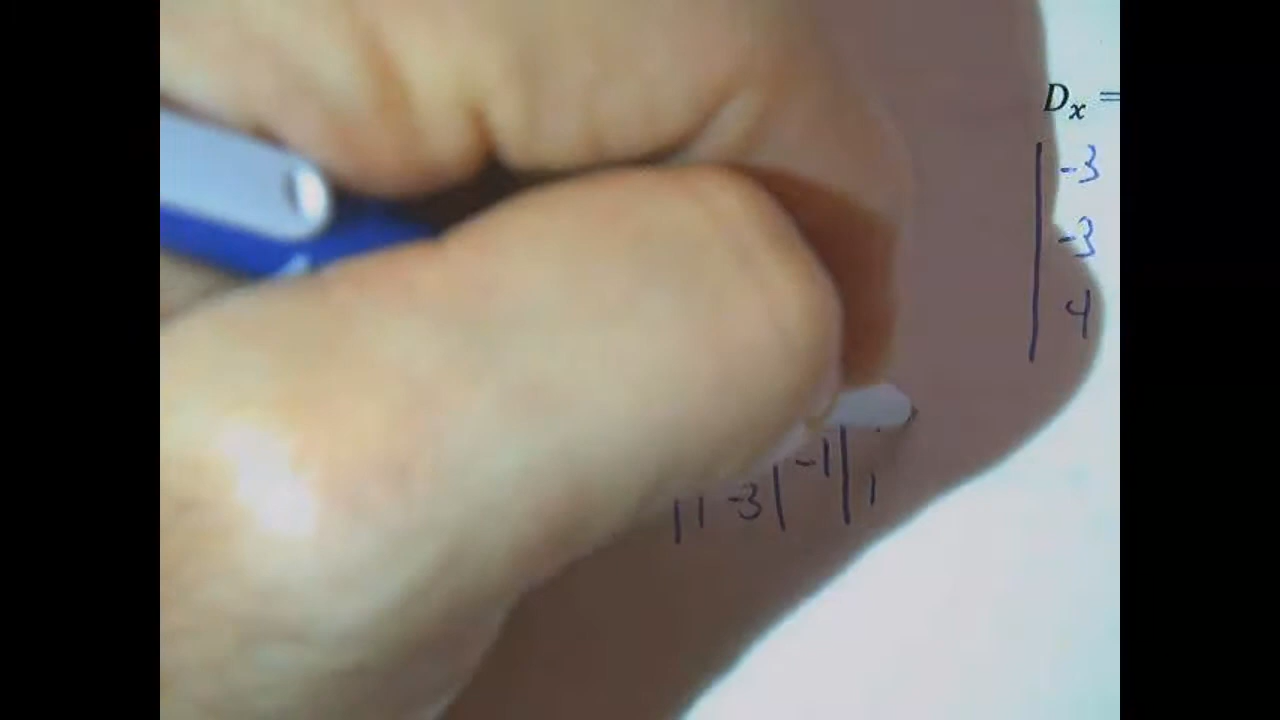 Dₓ =
| -3
| -3
| 4
| 1 -3 | -1 | 1